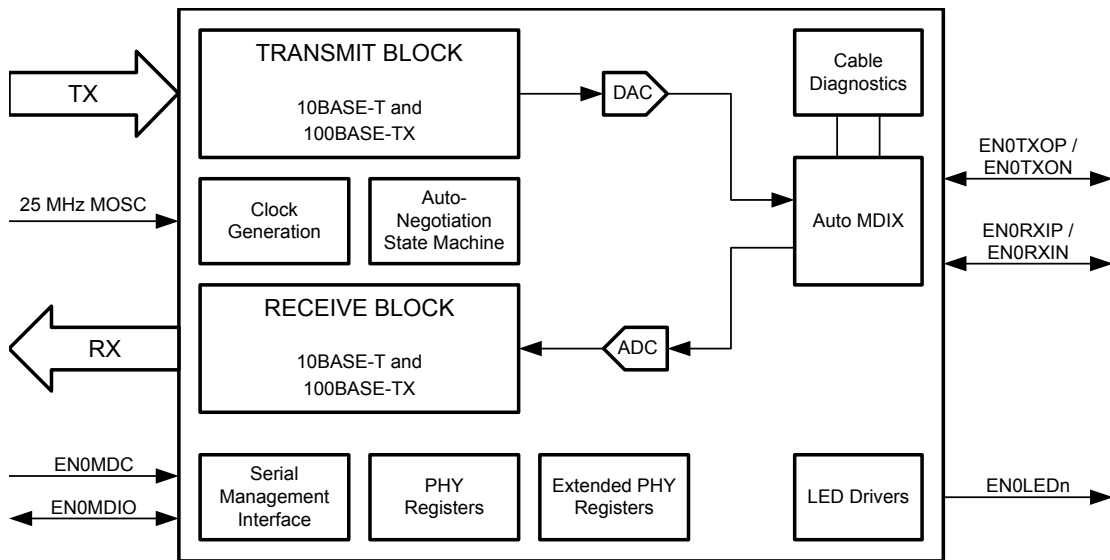 TRANSMIT BLOCK
10BASE-T and
100BASE-TX
DAC
Cable
Diagnostics
TX
EN0TXOP /
EN0TXON
25 MHz MOSC
Clock
Generation
Auto-
Negotiation
State Machine
Auto MDIX
EN0RXIP /
EN0RXIN
RECEIVE BLOCK
10BASE-T and
100BASE-TX
ADC
RX
EN0MDC
EN0MDIO
Serial
Management
Interface
PHY
Registers
Extended PHY
Registers
LED Drivers
EN0LEDn